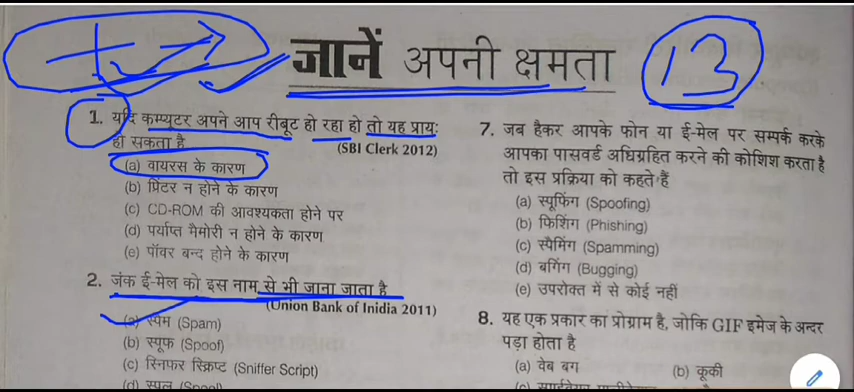 जानें अपनी क्षमता
13
1. यदि कम्प्यूटर अपने आप रीबूट हो रहा हो तो यह प्रायः
हो सकता है
(SBI Clerk 2012)
(a) वायरस के कारण
(b) प्रिंटर न होने के कारण
(c) CD-ROM की आवश्यकता होने पर
(d) पर्याप्त मैमोरी न होने के कारण
(e) पॉवर बन्द होने के कारण
2. जंक ई-मेल को इस नाम से भी जाना जाता है
(Union Bank of Inidia 2011)
(a) स्पैम (Spam)
(b) स्पूफ (Spoof)
(c) स्निफर स्क्रिप्ट (Sniffer Script)
(d) स्पूल (Spool)
7. जब हैकर आपके फोन या ई-मेल पर सम्पर्क करके
आपका पासवर्ड अधिग्रहित करने की कोशिश करता है
तो इस प्रक्रिया को कहते हैं
(a) स्पूफिंग (Spoofing)
(b) फिशिंग (Phishing)
(c) स्पैमिंग (Spamming)
(d) बगिंग (Bugging)
(e) उपरोक्त में से कोई नहीं
8. यह एक प्रकार का प्रोग्राम है, जोकि GIF इमेज के अन्दर
पड़ा होता है
(a) वेब बग (b) कूकी
(c)